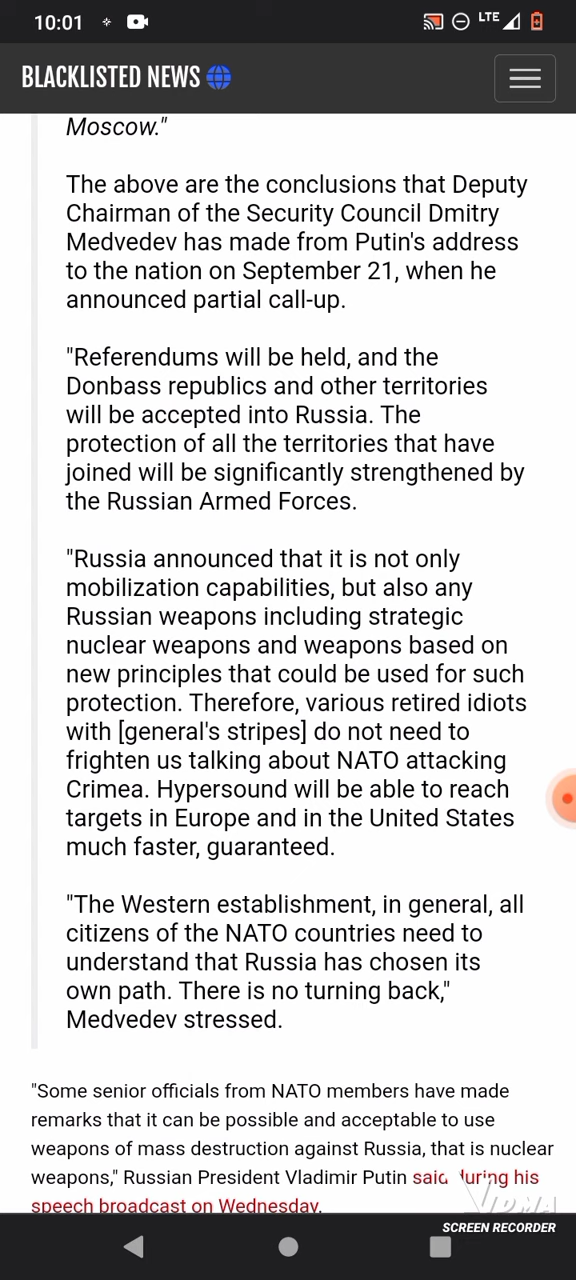 10:01
LTE
BLACKLISTED NEWS
Moscow."
The above are the conclusions that Deputy
Chairman of the Security Council Dmitry
Medvedev has made from Putin's address
to the nation on September 21, when he
announced partial call-up.
"Referendums will be held, and the
Donbass republics and other territories
will be accepted into Russia. The
protection of all the territories that have
joined will be significantly strengthened by
the Russian Armed Forces.
"Russia announced that it is not only
mobilization capabilities, but also any
Russian weapons including strategic
nuclear weapons and weapons based on
new principles that could be used for such
protection. Therefore, various retired idiots
with [general's stripes] do not need to
frighten us talking about NATO attacking
Crimea. Hypersound will be able to reach
targets in Europe and in the United States
much faster, guaranteed.
"The Western establishment, in general, all
citizens of the NATO countries need to
understand that Russia has chosen its
own path. There is no turning back,"
Medvedev stressed.
"Some senior officials from NATO members have made
remarks that it can be possible and acceptable to use
weapons of mass destruction against Russia, that is nuclear
weapons," Russian President Vladimir Putin said during his
speech broadcast on Wednesday.
VIDMA
SCREEN RECORDER